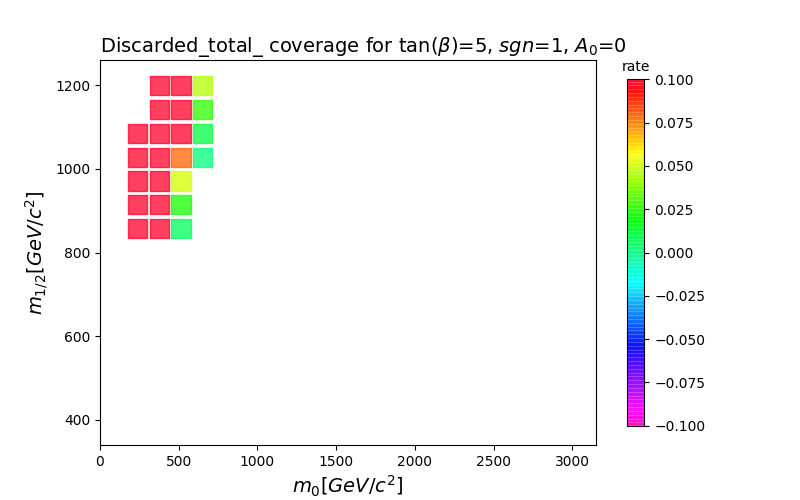 Discarded_total_ coverage for tan(β)=5, sgn=1, A₀=0
rate
1200
1000
800
600
400
m₁/₂[GeV/c²]
0 500 1000 1500 2000 2500 3000
m₀[GeV/c²]
0.100
0.075
0.050
0.025
0.000
−0.025
−0.050
−0.075
−0.100